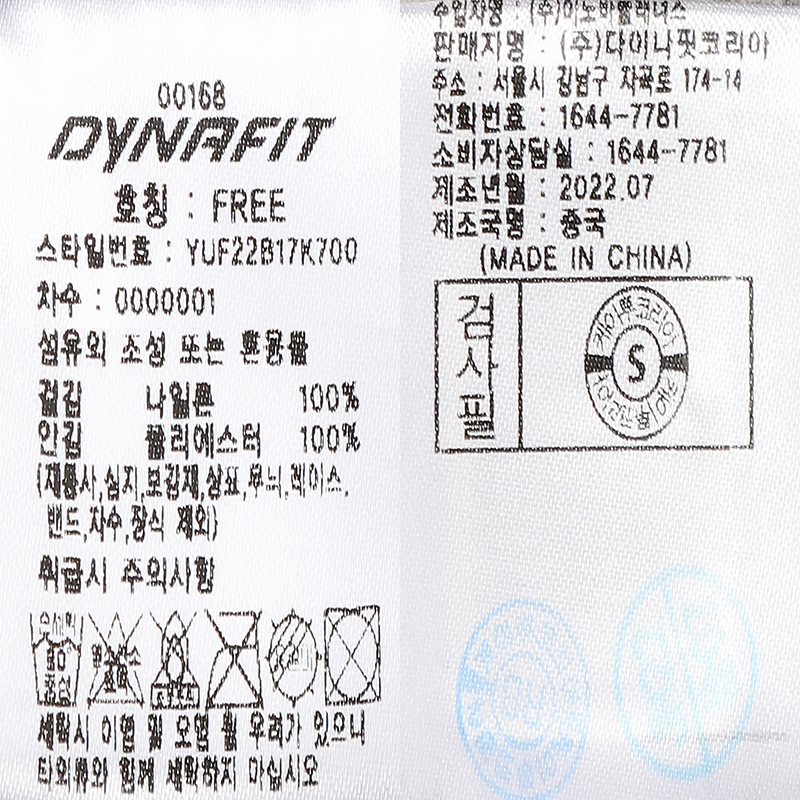 00168
DYNAFIT
호칭 : FREE
스타일번호 : YUF22B17K700
차수 : 0000001
섬유의 조성 또는 혼용률
겉감 나일론 100%
안감 폴리에스터 100%
(재봉사,심지,보강재,상표,무늬,레이스,
밴드,자수,장식 제외)
취급시 주의사항
손세탁
중성
세탁시 이염 및 오염 될 우려가 있으니
타의류와 함께 세탁하지 마십시오
수입자명 : (주)
판매자명 : (주)다이나핏코리아
주소 : 서울시 강남구 자곡로 174-14
전화번호 : 1644-7781
소비자상담실 : 1644-7781
제조년월 : 2022.07
제조국명 : 중국
(MADE IN CHINA)
검사필
S